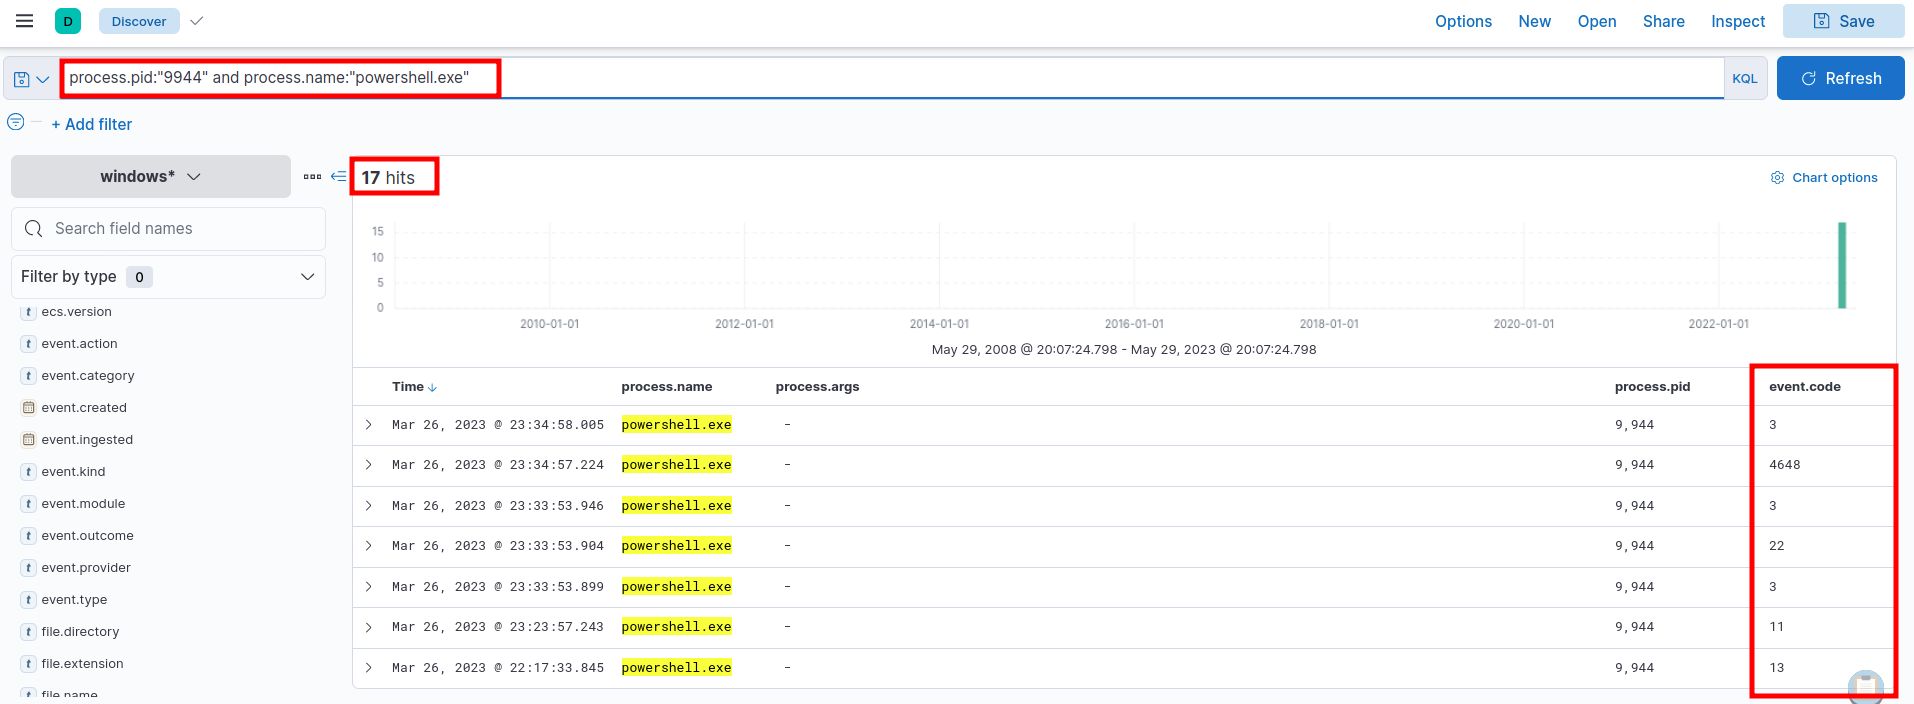 D Discover Options New Open Share Inspect Save
process.pid:"9944" and process.name:"powershell.exe" KQL Refresh
+ Add filter
windows* 17 hits Chart options
Search field names
Filter by type 0
t ecs.version
t event.action
t event.category
event.created
event.ingested
t event.kind
t event.module
t event.outcome
t event.provider
t event.type
t file.directory
t file.extension
t file.name
15
10
5
0
2010-01-01 2012-01-01 2014-01-01 2016-01-01 2018-01-01 2020-01-01 2022-01-01
May 29, 2008 @ 20:07:24.798 - May 29, 2023 @ 20:07:24.798
Time process.name process.args process.pid event.code
Mar 26, 2023 @ 23:34:58.005 powershell.exe - 9,944 3
Mar 26, 2023 @ 23:34:57.224 powershell.exe - 9,944 4648
Mar 26, 2023 @ 23:33:53.946 powershell.exe - 9,944 3
Mar 26, 2023 @ 23:33:53.904 powershell.exe - 9,944 22
Mar 26, 2023 @ 23:33:53.899 powershell.exe - 9,944 3
Mar 26, 2023 @ 23:23:57.243 powershell.exe - 9,944 11
Mar 26, 2023 @ 22:17:33.845 powershell.exe - 9,944 13